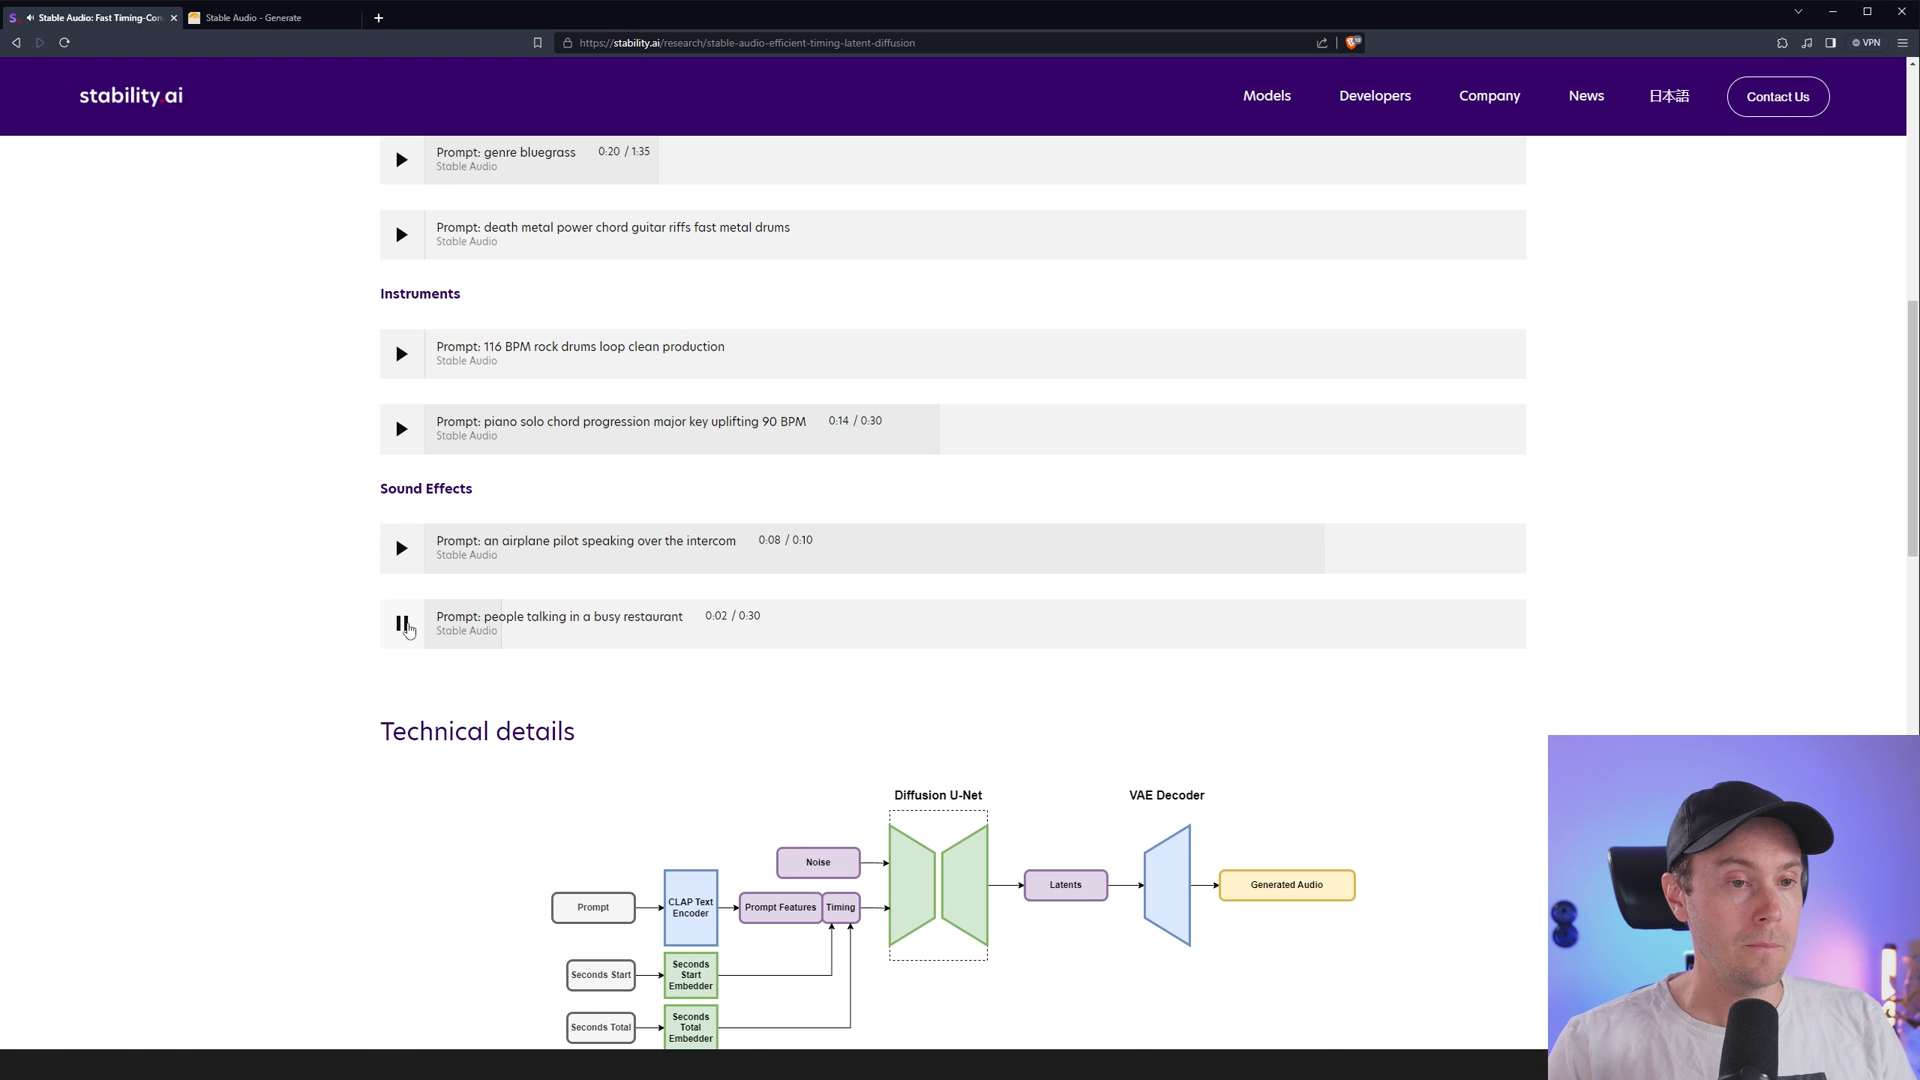 Stable Audio: Fast Timing-Con
Stable Audio - Generate
https://stability.ai/research/stable-audio-efficient-timing-latent-diffusion
VPN
stability.ai
Models
Developers
Company
News
日本語
Contact Us
Prompt: genre bluegrass 0:20 / 1:35
Stable Audio
Prompt: death metal power chord guitar riffs fast metal drums
Stable Audio
Instruments
Prompt: 116 BPM rock drums loop clean production
Stable Audio
Prompt: piano solo chord progression major key uplifting 90 BPM 0:14 / 0:30
Stable Audio
Sound Effects
Prompt: an airplane pilot speaking over the intercom 0:08 / 0:10
Stable Audio
Prompt: people talking in a busy restaurant 0:02 / 0:30
Stable Audio
Technical details
Diffusion U-Net
VAE Decoder
Noise
Prompt
CLAP Text
Encoder
Prompt Features
Timing
Latents
Generated Audio
Seconds Start
Seconds
Start
Embedder
Seconds Total
Seconds
Total
Embedder